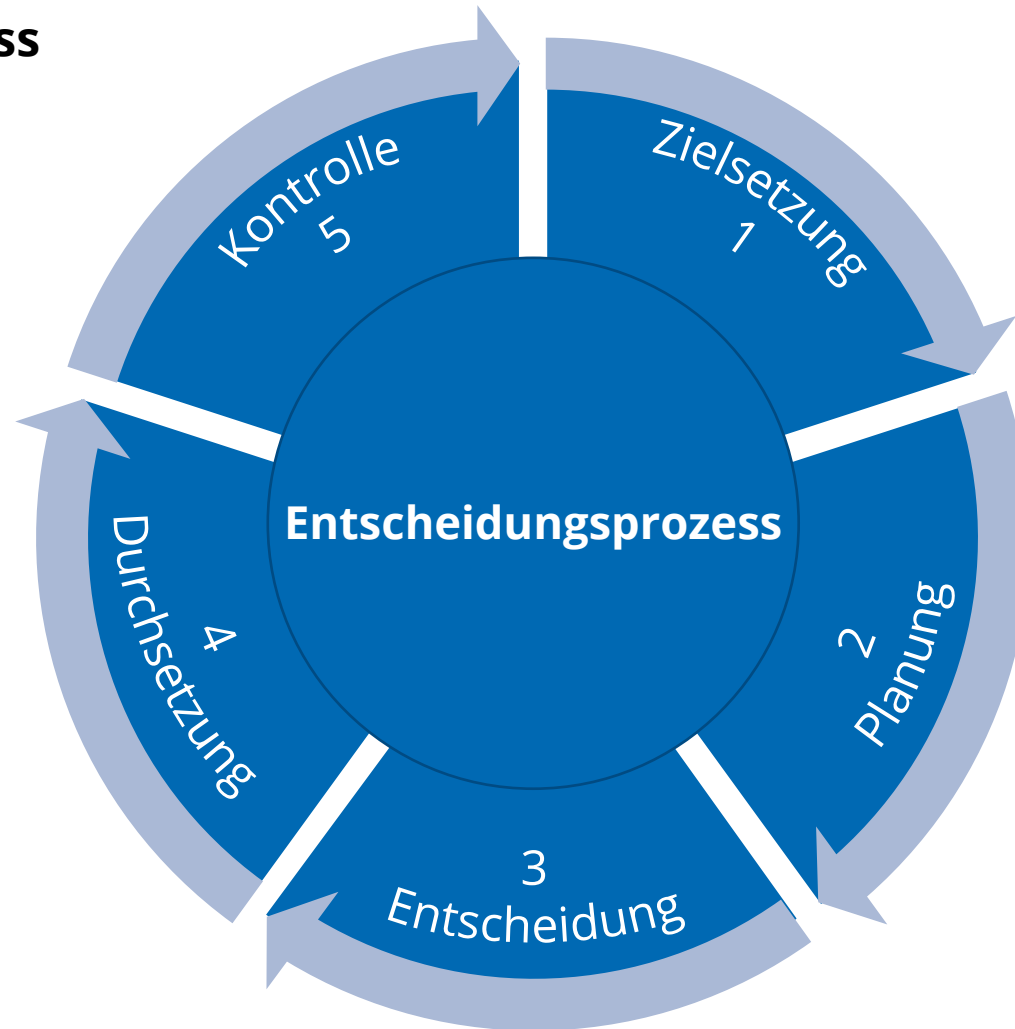 ss
Zielsetzung
1
2
Planung
3
Entscheidung
4
Durchsetzung
Kontrolle
5
Entscheidungsprozess